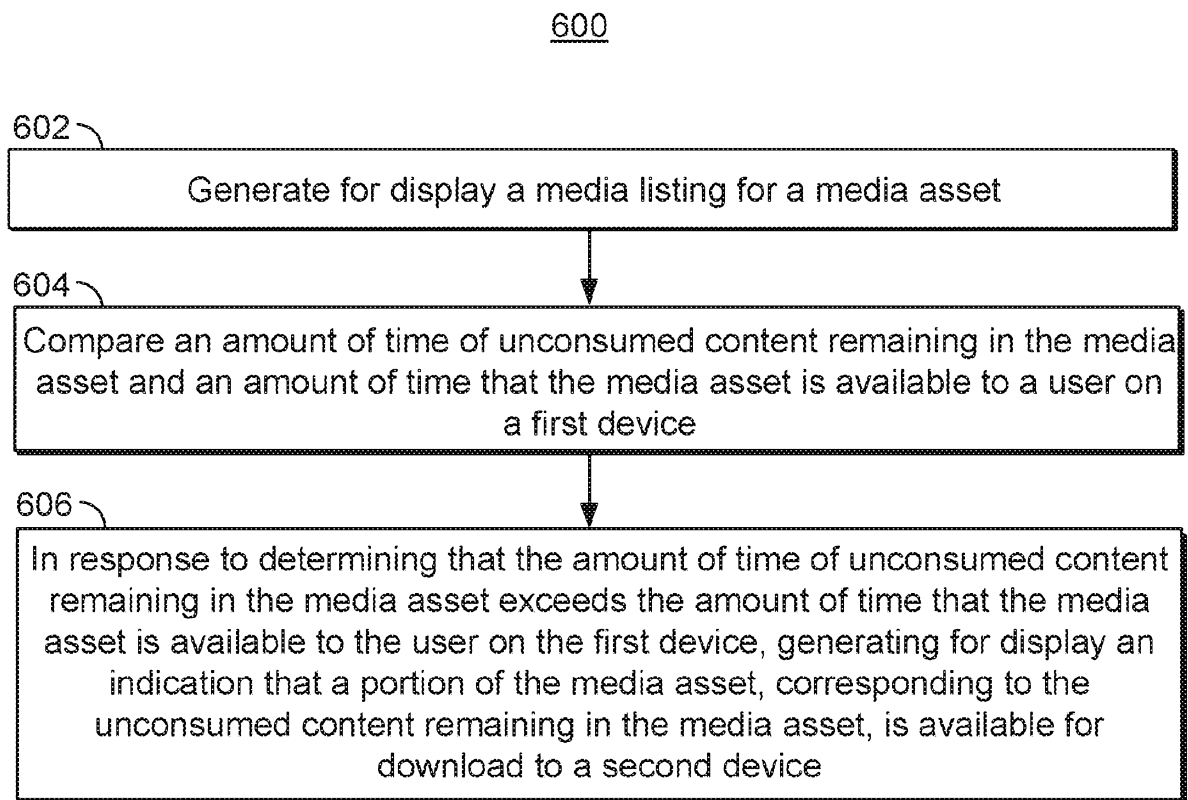 600
602
Generate for display a media listing for a media asset
604
Compare an amount of time of unconsumed content remaining in the media
asset and an amount of time that the media asset is available to a user on
a first device
606
In response to determining that the amount of time of unconsumed content
remaining in the media asset exceeds the amount of time that the media
asset is available to the user on the first device, generating for display an
indication that a portion of the media asset, corresponding to the
unconsumed content remaining in the media asset, is available for
download to a second device